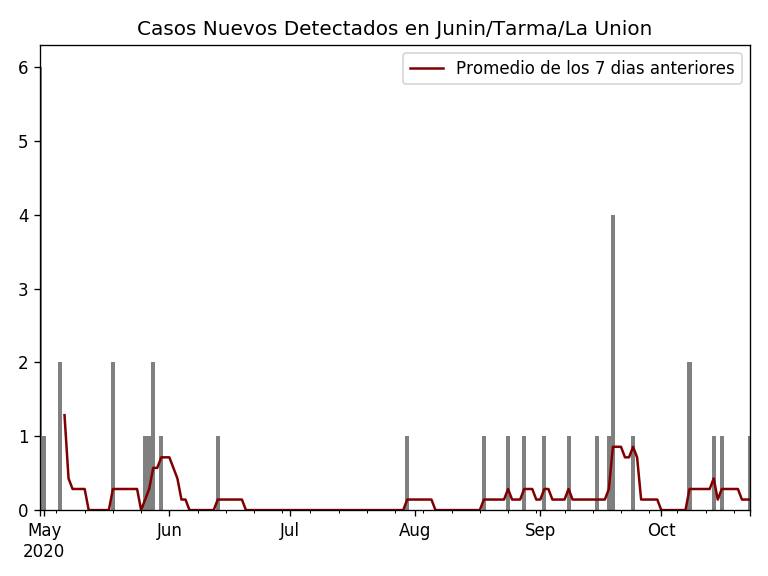 Casos Nuevos Detectados en Junin/Tarma/La Union
Promedio de los 7 dias anteriores
6
5
4
3
2
1
0
May Jun Jul Aug Sep Oct
2020